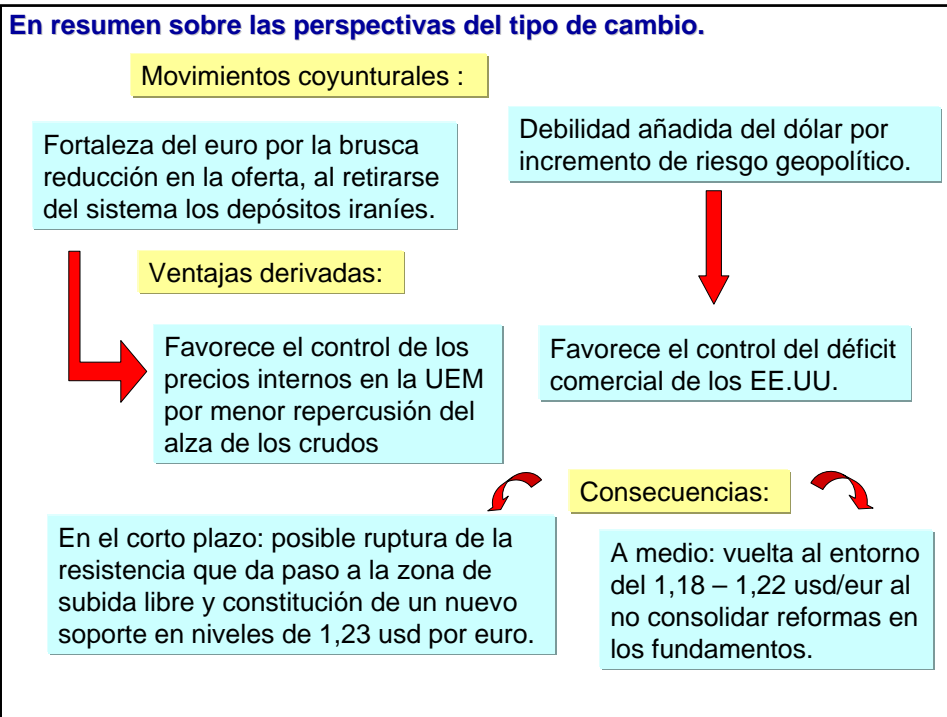 En resumen sobre las perspectivas del tipo de cambio.
Movimientos coyunturales :
Fortaleza del euro por la brusca
reducción en la oferta, al retirarse
del sistema los depósitos iraníes.
Debilidad añadida del dólar por
incremento de riesgo geopolítico.
Ventajas derivadas:
Favorece el control de los
precios internos en la UEM
por menor repercusión del
alza de los crudos
Favorece el control del déficit
comercial de los EE.UU.
Consecuencias:
En el corto plazo: posible ruptura de la
resistencia que da paso a la zona de
subida libre y constitución de un nuevo
soporte en niveles de 1,23 usd por euro.
A medio: vuelta al entorno
del 1,18 – 1,22 usd/eur al
no consolidar reformas en
los fundamentos.